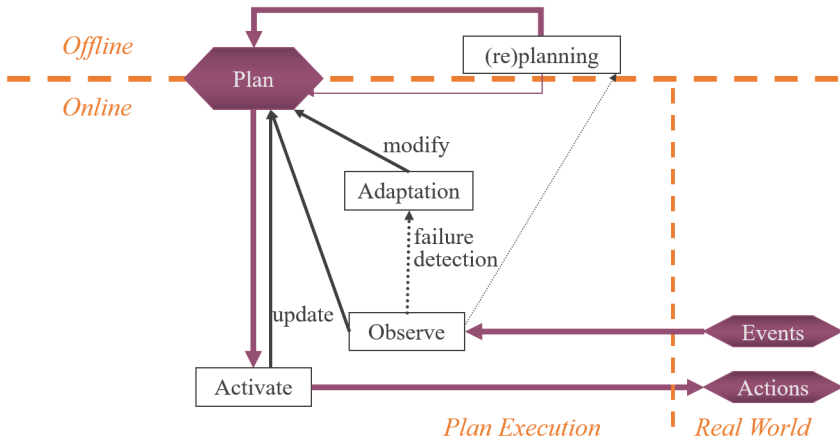 Offline
(re)planning
Plan
Online
modify
Adaptation
failure
detection
update
Observe
Events
Activate
Actions
Plan Execution
Real World